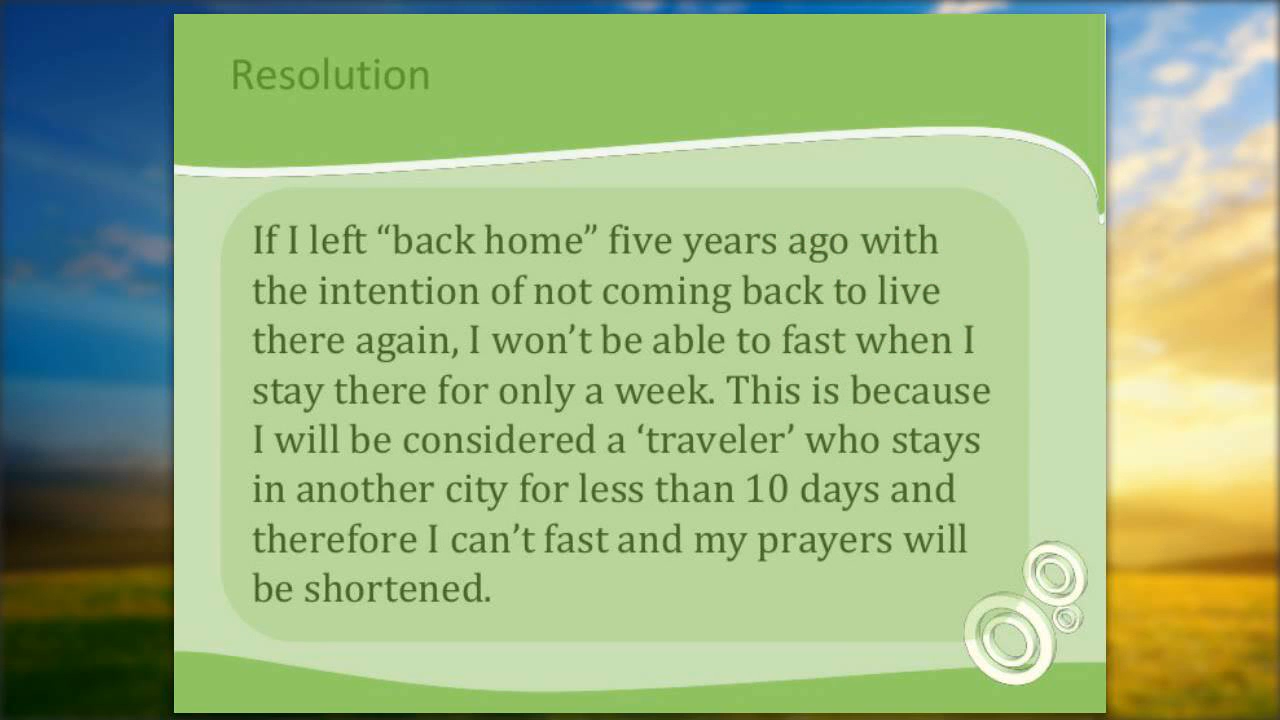 Resolution
If I left “back home” five years ago with
the intention of not coming back to live
there again, I won’t be able to fast when I
stay there for only a week. This is because
I will be considered a ‘traveler’ who stays
in another city for less than 10 days and
therefore I can’t fast and my prayers will
be shortened.